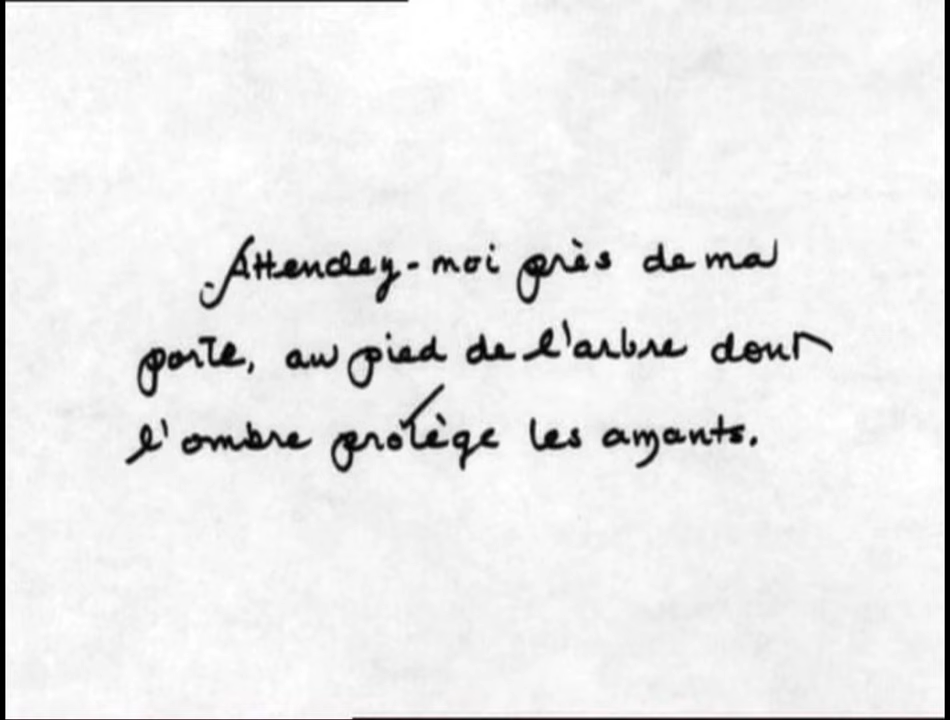 Attendez-moi près de ma
porte, au pied de l'arbre dont
l'ombre protège les amants.